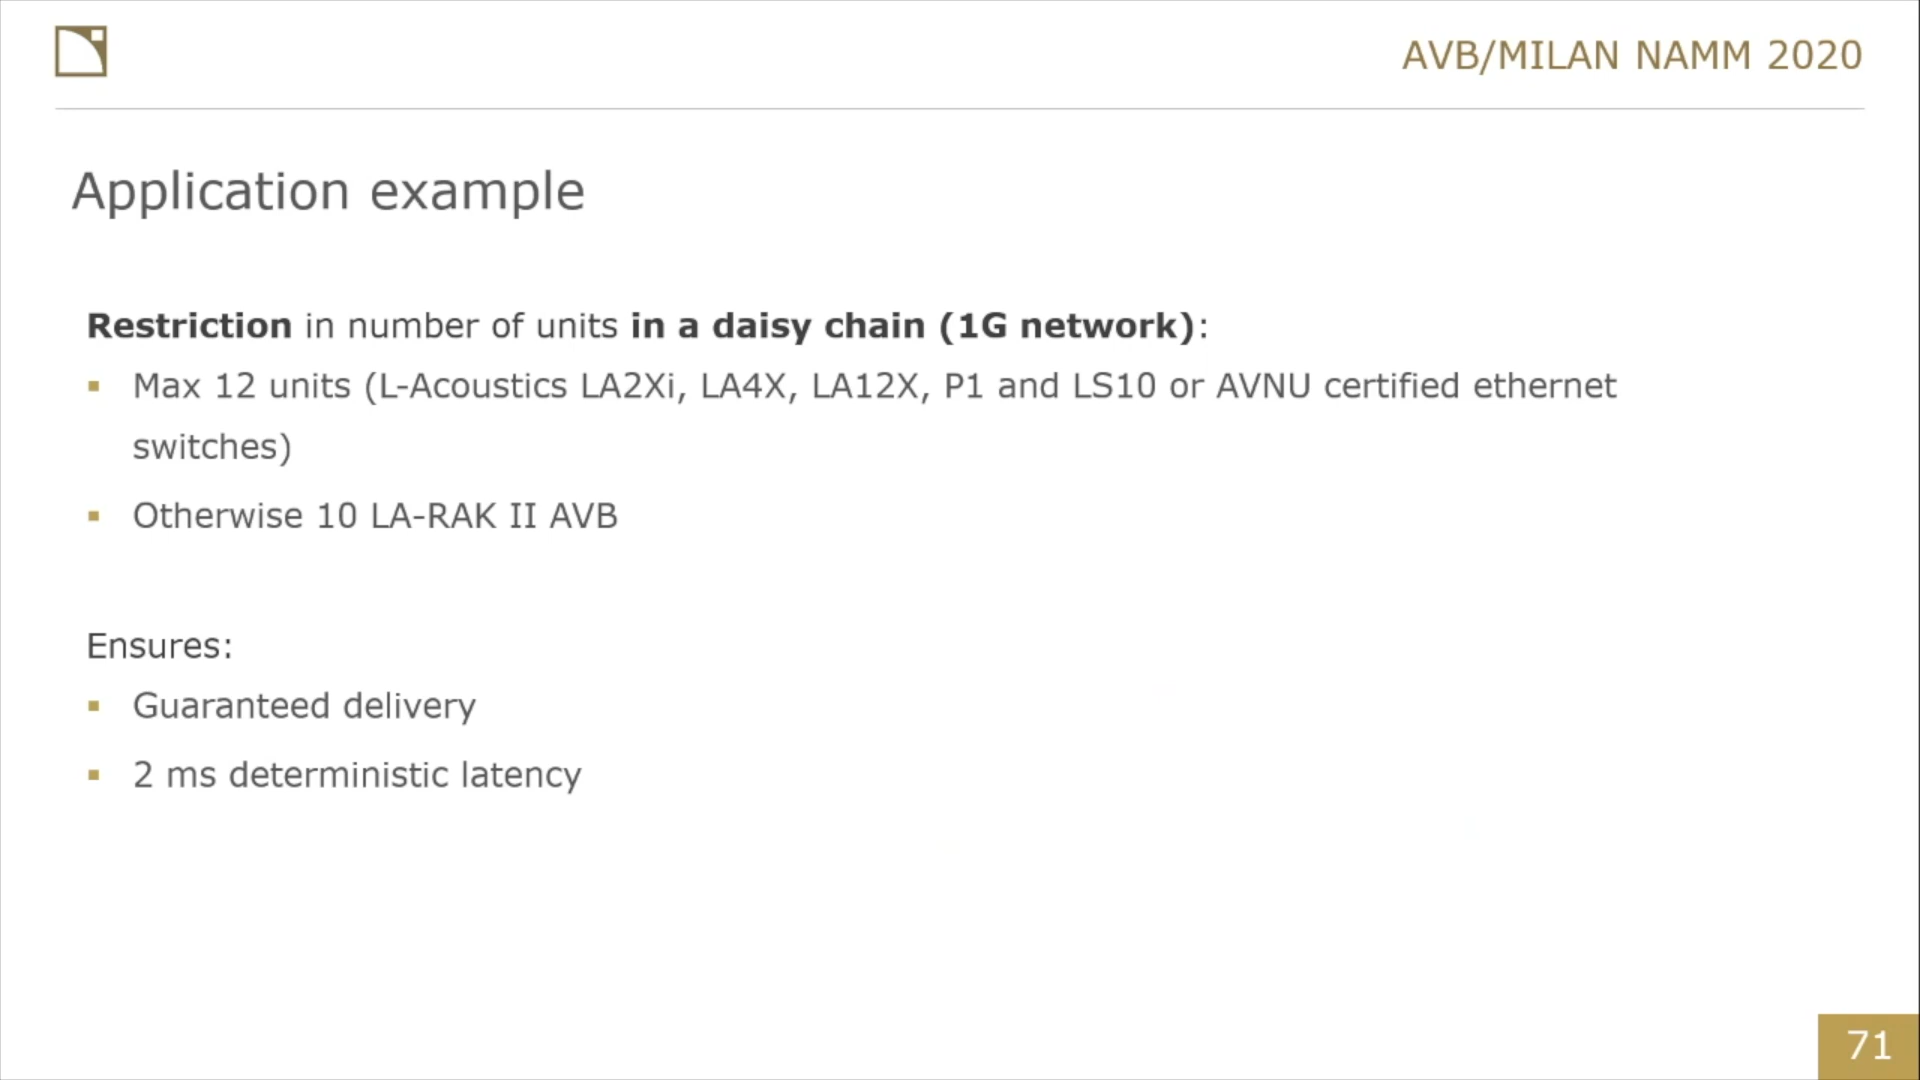 AVB/MILAN NAMM 2020
Application example
Restriction in number of units in a daisy chain (1G network):
▪ Max 12 units (L-Acoustics LA2Xi, LA4X, LA12X, P1 and LS10 or AVNU certified ethernet
switches)
▪ Otherwise 10 LA-RAK II AVB
Ensures:
▪ Guaranteed delivery
▪ 2 ms deterministic latency
71